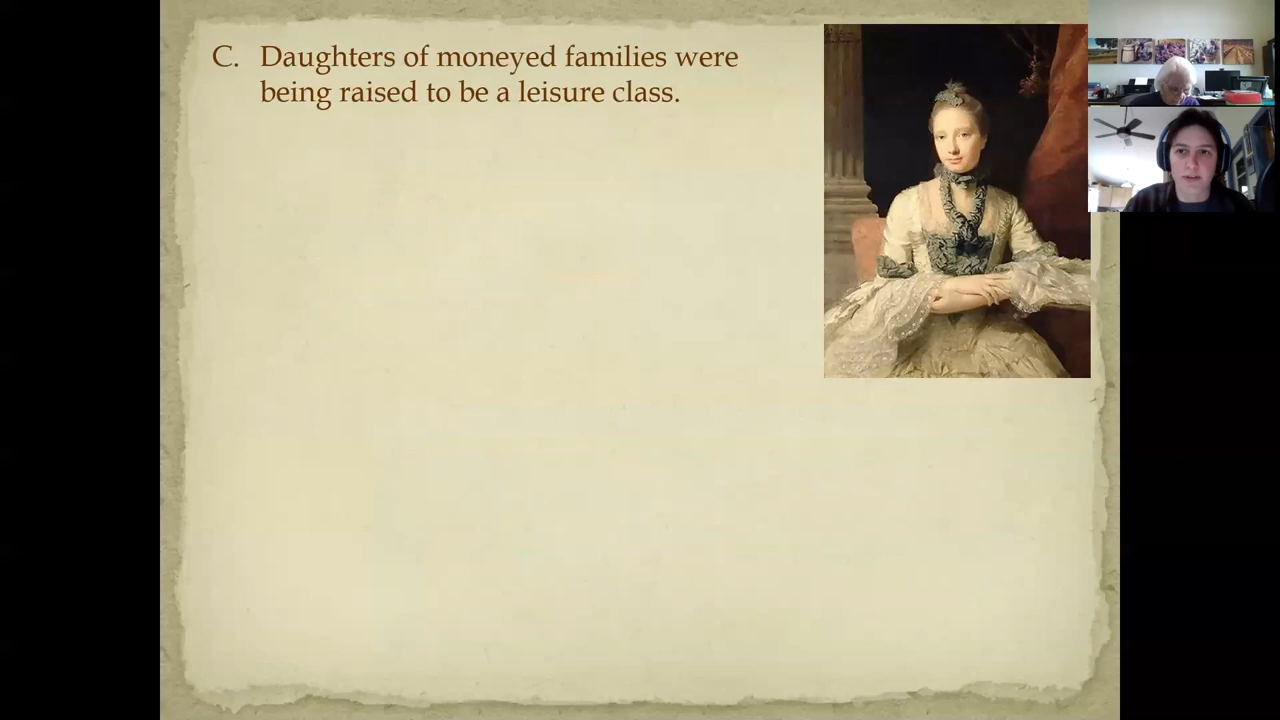 C. Daughters of moneyed families were
being raised to be a leisure class.